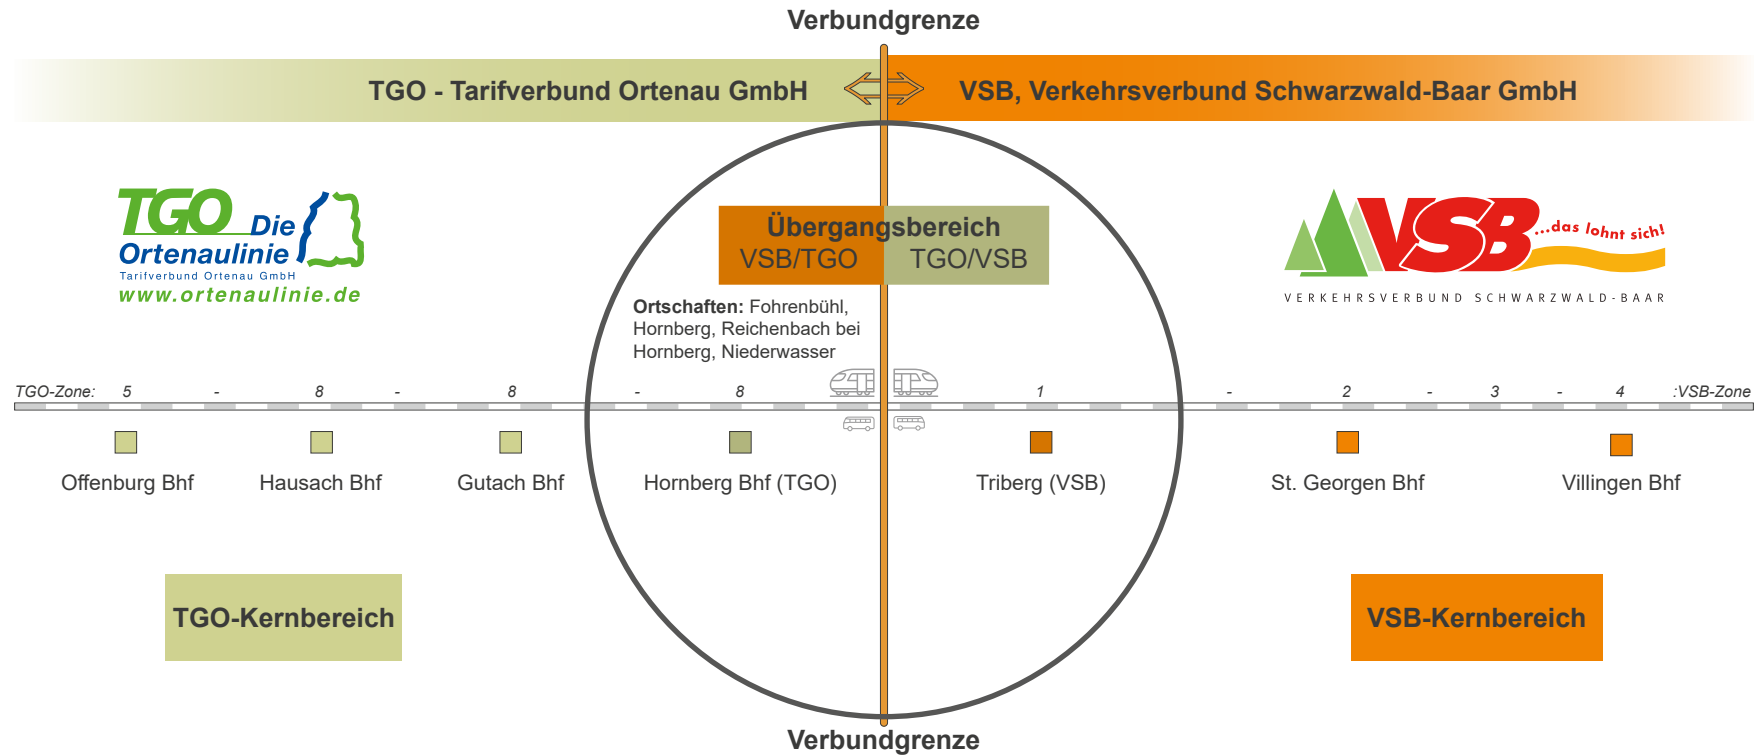 Verbundgrenze
TGO - Tarifverbund Ortenau GmbH
VSB, Verkehrsverbund Schwarzwald-Baar GmbH
TGO Die
Ortenaulinie
Tarifverbund Ortenau GmbH
www.ortenaulinie.de
Übergangsbereich
VSB/TGO TGO/VSB
VSB ...das lohnt sich!
VERKEHRSVERBUND SCHWARZWALD-BAAR
Ortschaften: Fohrenbühl,
Hornberg, Reichenbach bei
Hornberg, Niederwasser
TGO-Zone: 5 - 8 - 8 - 8 1 - 2 - 3 - 4 :VSB-Zone
Offenburg Bhf
Hausach Bhf
Gutach Bhf
Hornberg Bhf (TGO)
Triberg (VSB)
St. Georgen Bhf
Villingen Bhf
TGO-Kernbereich
VSB-Kernbereich
Verbundgrenze